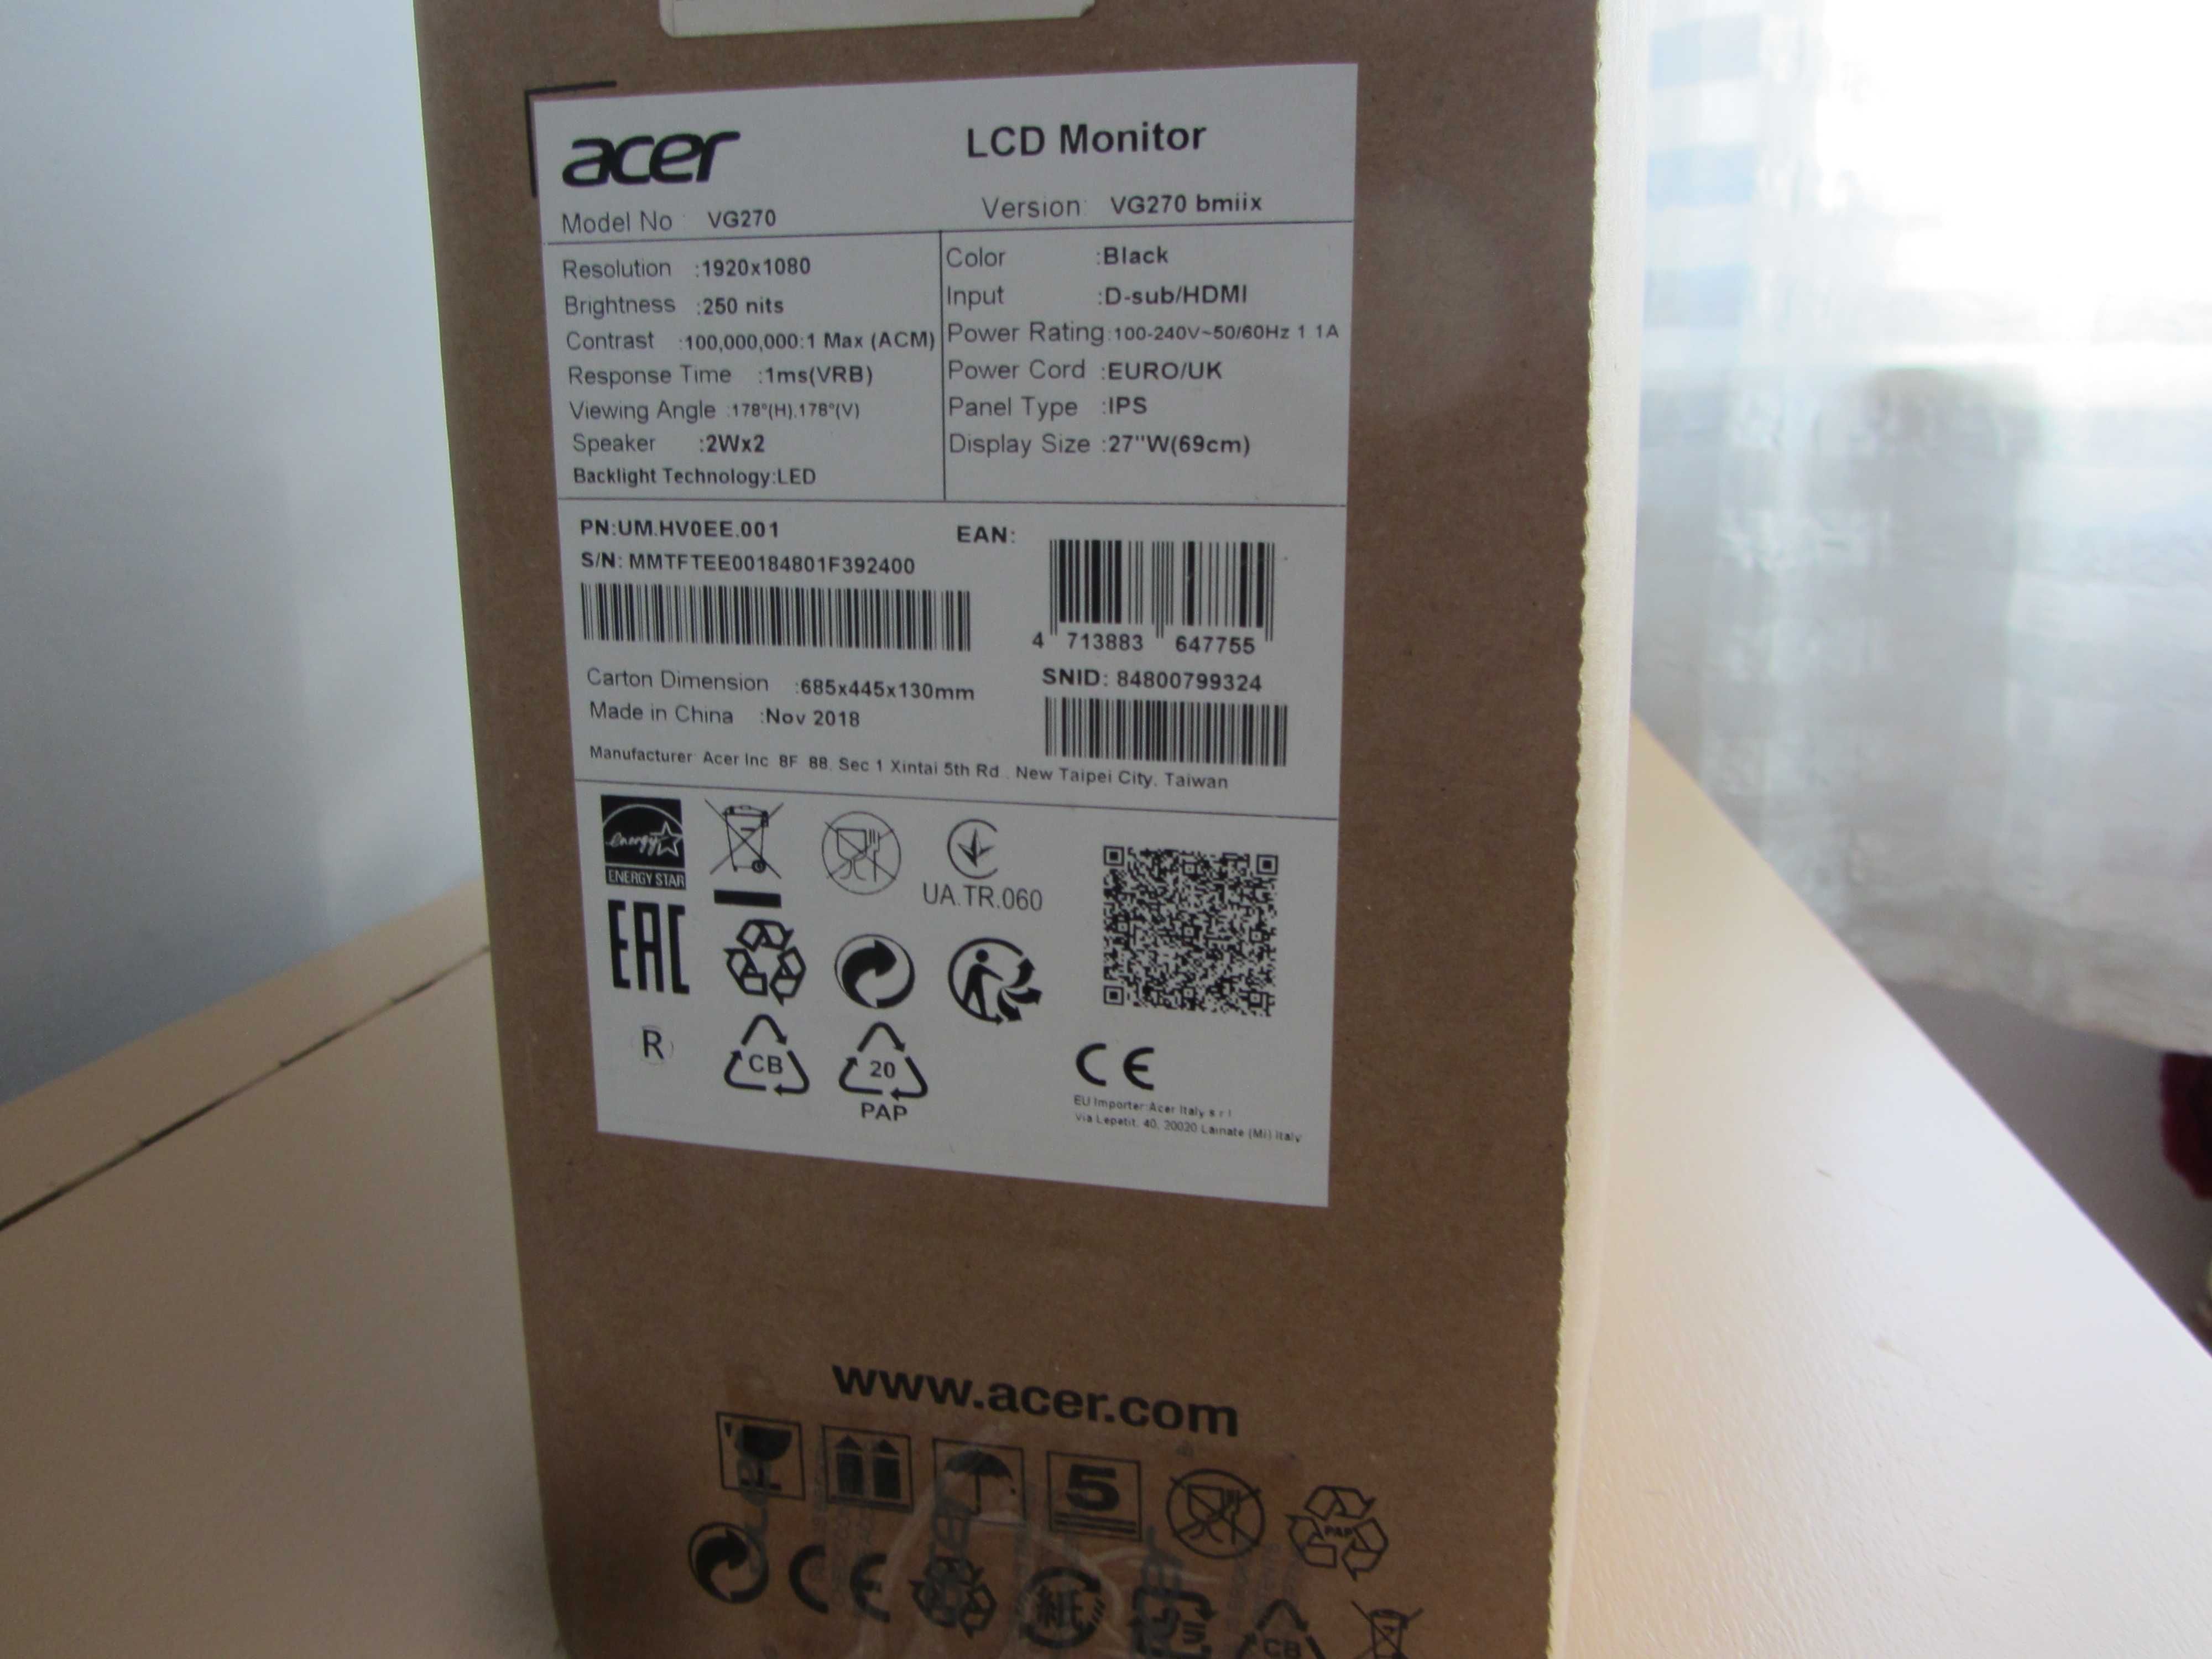 acer
LCD Monitor
Model No VG270
Version VG270 bmiix
Resolution :1920x1080
Brightness :250 nits
Contrast :100,000,000:1 Max (ACM)
Response Time :1ms(VRB)
Viewing Angle :178°(H),178°(V)
Speaker :2Wx2
Backlight Technology:LED
Color :Black
Input :D-sub/HDMI
Power Rating:100-240V~50/60Hz 1 1A
Power Cord :EURO/UK
Panel Type :IPS
Display Size :27"W(69cm)
PN:UM.HV0EE.001
S/N: MMTFTEE00184801F392400
EAN:
4 713883 647755
Carton Dimension :685x445x130mm
Made in China :Nov 2018
SNID: 84800799324
Manufacturer Acer Inc 8F 88, Sec 1 Xintai 5th Rd., New Taipei City, Taiwan
energy
ENERGY STAR
UA.TR.060
EAC
R
CB
20
PAP
CE
EU Importer:Acer Italy s r l
Via Lepetit, 40, 20020 Lainate (Mi) Italy
www.acer.com
5
PAP
CE
紙
CB